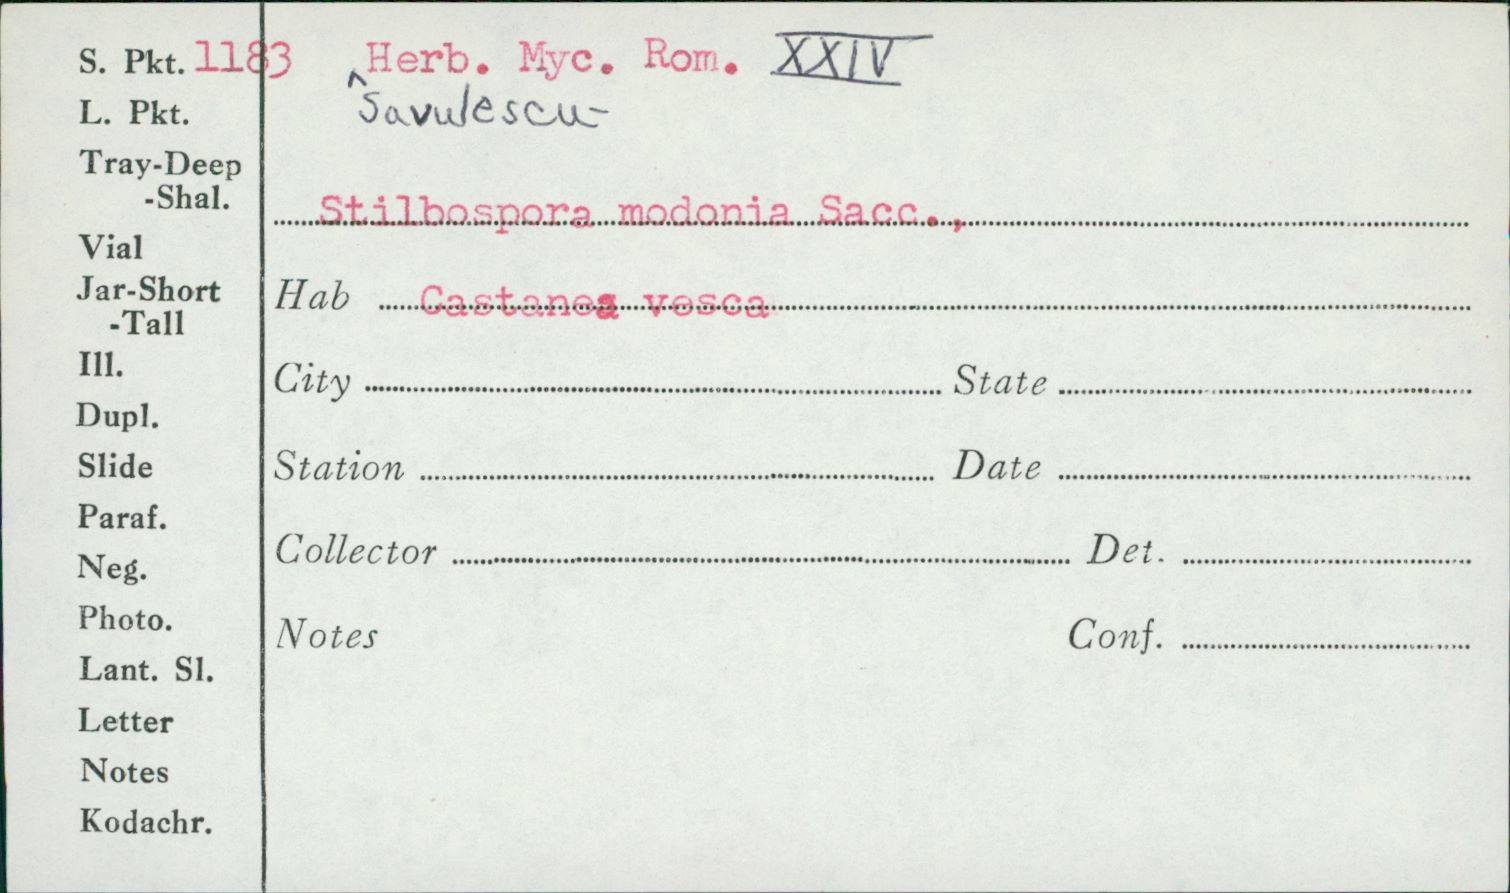 S. Pkt. 1183 Herb. Myc. Rom. XXIV
^ Savulescu-
L. Pkt.
Tray-Deep
-Shal.
Stilbospora modonia Sacc.,
Vial
Jar-Short
-Tall
Hab Castanea vesca
Ill.
City State
Dupl.
Slide
Station Date
Paraf.
Collector Det.
Neg.
Photo.
Notes Conf.
Lant. Sl.
Letter
Notes
Kodachr.